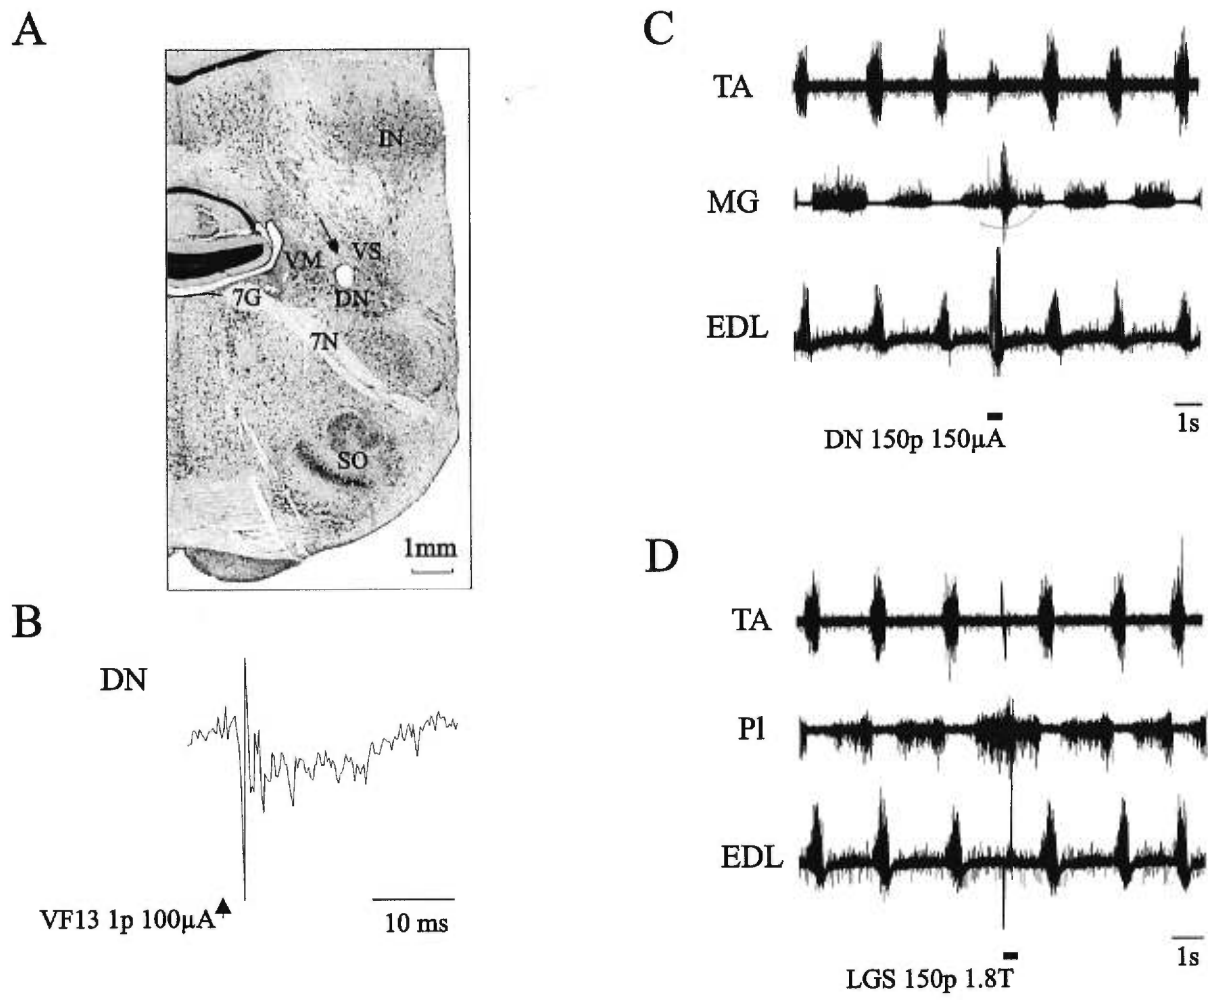 A
IN
VM
VS
7G
DN
7N
SO
1mm
B
DN
VF13 1p 100µA
10 ms
C
TA
MG
EDL
1s
DN 150p 150µA
D
TA
Pl
EDL
1s
LGS 150p 1.8T